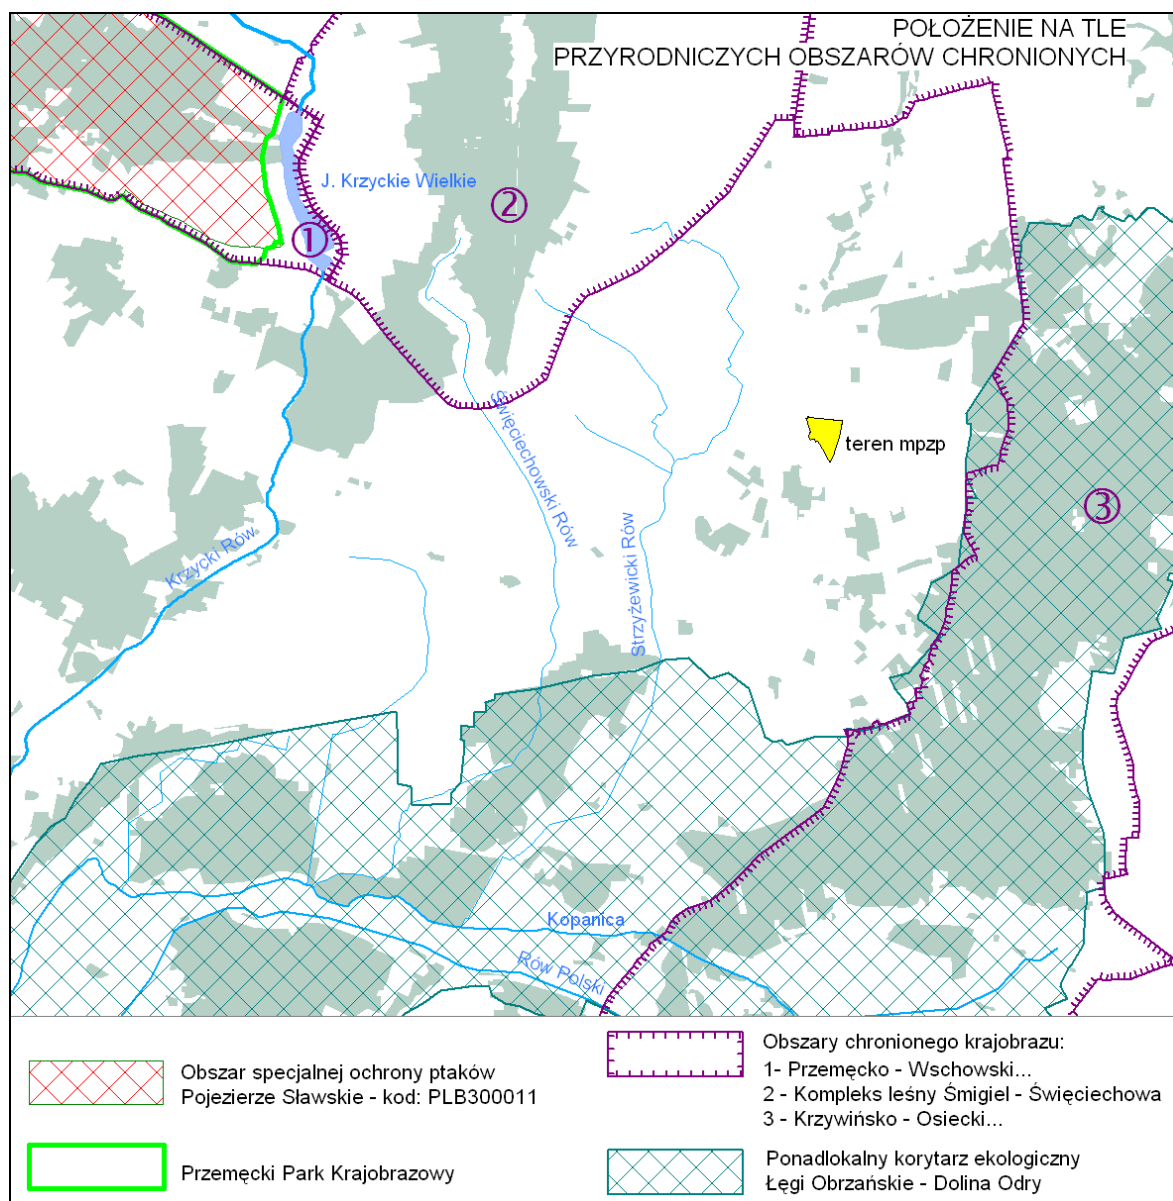 POŁOŻENIE NA TLE
PRZYRODNICZYCH OBSZARÓW CHRONIONYCH
J. Krzyckie Wielkie
2
1
teren mpzp
3
Święciechowski Rów
Strzyżewicki Rów
Krzycki Rów
Kopanica
Rów Polski
Obszar specjalnej ochrony ptaków
Pojezierze Sławskie - kod: PLB300011
Przemęcki Park Krajobrazowy
Obszary chronionego krajobrazu:
1- Przemęcko - Wschowski...
2 - Kompleks leśny Śmigiel - Święciechowa
3 - Krzywińsko - Osiecki...
Ponadlokalny korytarz ekologiczny
Łęgi Obrzańskie - Dolina Odry